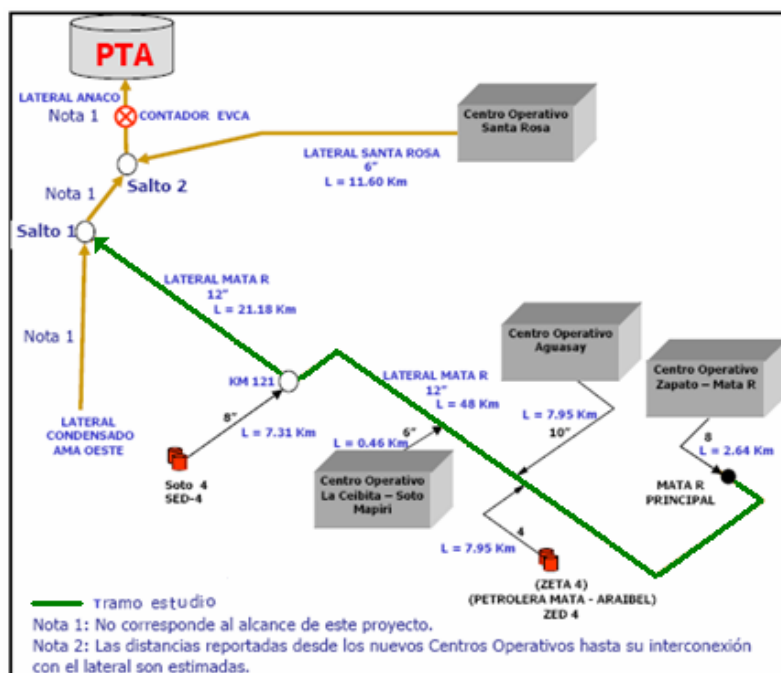 PTA
LATERAL ANACO
Nota 1
CONTADOR EVCA
Centro Operativo
Santa Rosa
LATERAL SANTA ROSA
6"
L = 11.60 Km
Salto 2
Nota 1
Salto 1
LATERAL MATA R
12"
L = 21.18 Km
Nota 1
Centro Operativo
Aguasay
Centro Operativo
Zapato – Mata R
KM 121
LATERAL MATA R
12"
L = 48 Km
8"
L = 7.31 Km
6"
L = 0.46 Km
L = 7.95 Km
10"
8
L = 2.64 Km
LATERAL
CONDENSADO
AMA OESTE
Soto 4
SED-4
Centro Operativo
La Ceibita – Soto
Mapiri
MATA R
PRINCIPAL
4
L = 7.95 Km
(ZETA 4)
(PETROLERA MATA - ARAIBEL)
ZED 4
Tramo estudio
Nota 1: No corresponde al alcance de este proyecto.
Nota 2: Las distancias reportadas desde los nuevos Centros Operativos hasta su interconexión
con el lateral son estimadas.